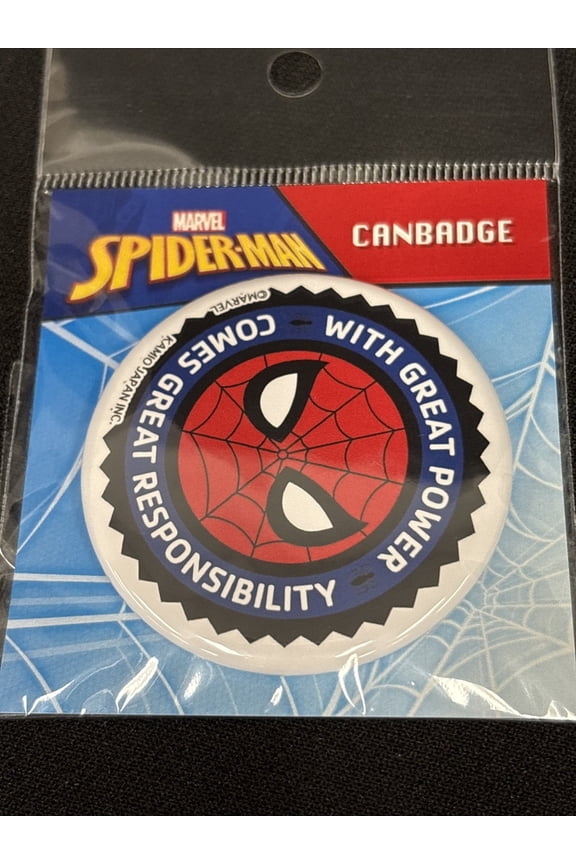 MARVEL
SPIDER-MAN
CANBADGE
WITH GREAT POWER
COMES GREAT RESPONSIBILITY
©MARVEL
KAMIO JAPAN INC.